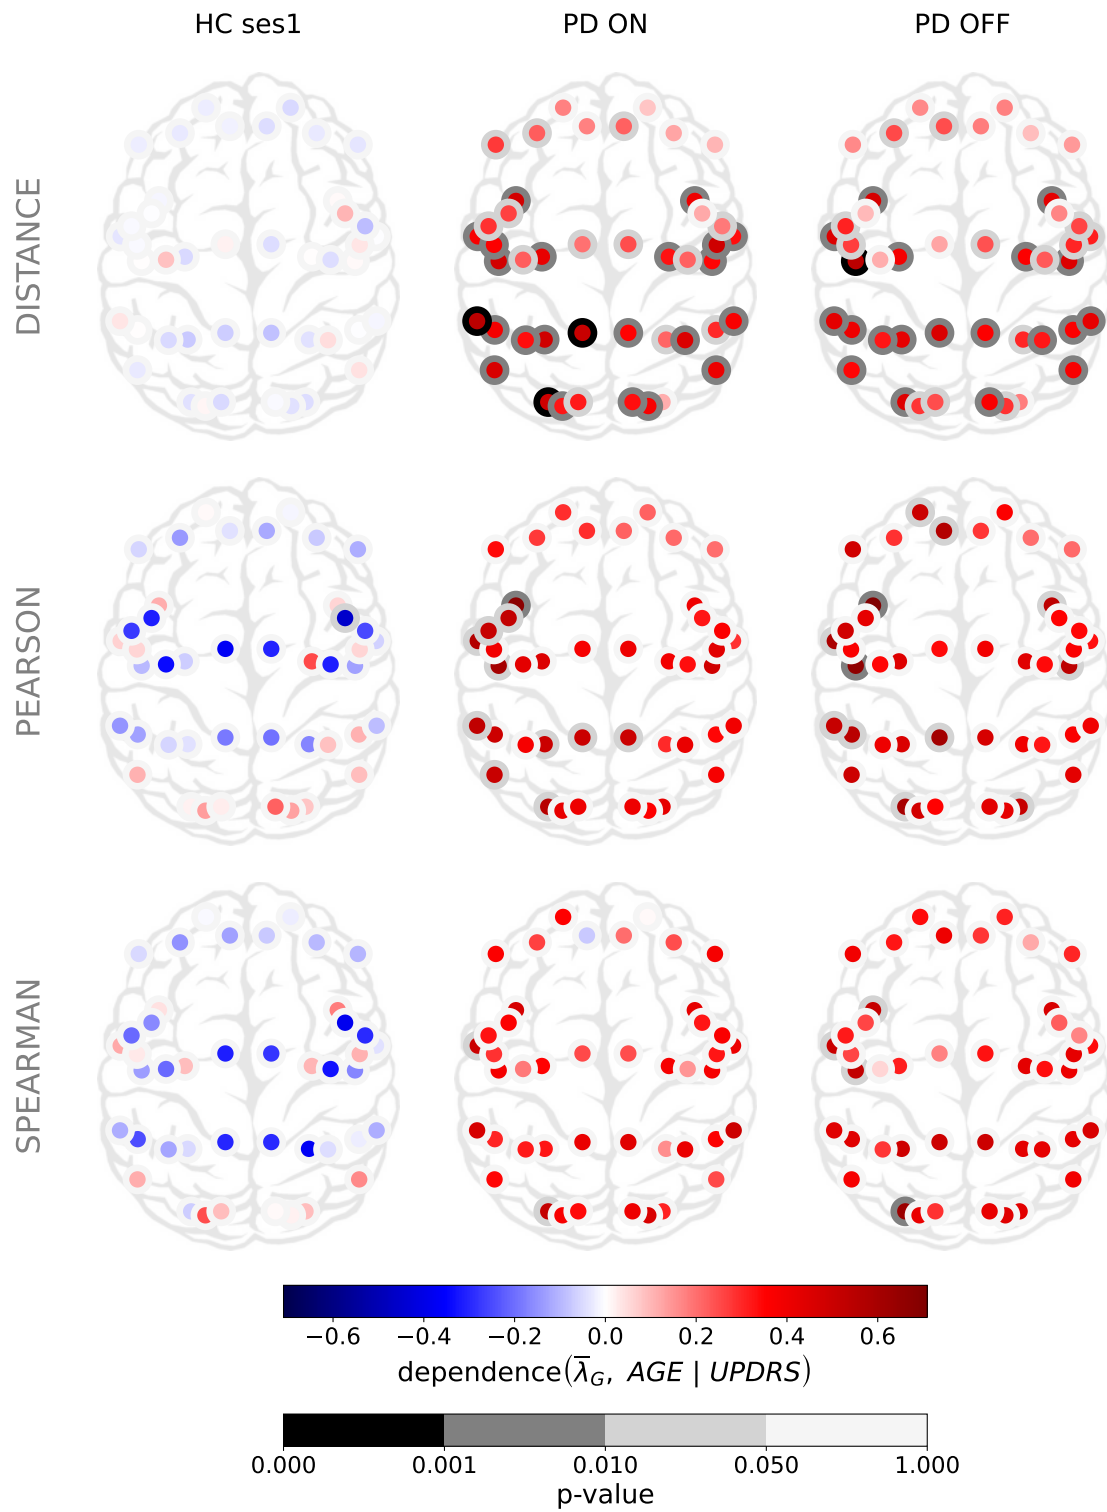 HC ses1 PD ON PD OFF
DISTANCE
PEARSON
SPEARMAN
−0.6 −0.4 −0.2 0.0 0.2 0.4 0.6
dependence(λ̅_G, AGE | UPDRS)
0.000 0.001 0.010 0.050 1.000
p-value